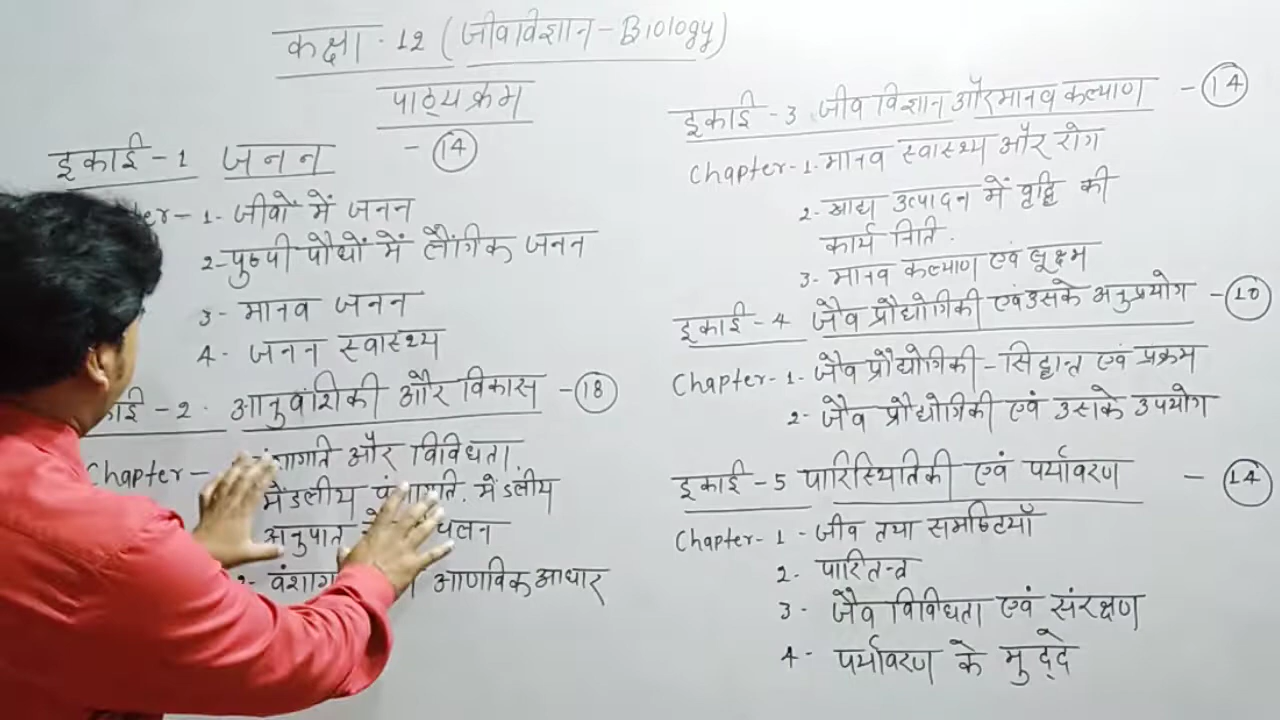 कक्षा - 12 (जीवविज्ञान - Biology)
पाठ्यक्रम
इकाई - 1 जनन - 14
1 - जीवों में जनन
2 - पुष्पी पौधों में लैंगिक जनन
3 - मानव जनन
4 - जनन स्वास्थ्य
- 2. आनुवांशिकी और विकास - 18
Chapter - और विविधता.
मेंडलीय मेंडलीय
अनुपात
आणविक आधार
इकाई - 3 जीव विज्ञान और मानव कल्याण - 14
Chapter - 1. मानव स्वास्थ्य और रोग
2 - खाद्य उत्पादन में वृद्धि की
कार्य निति.
3 - मानव कल्याण एवं सूक्ष्म
इकाई - 4 जैव प्रौद्योगिकी एवं उसके अनुप्रयोग - 10
Chapter - 1. जैव प्रौद्योगिकी - सिद्धान्त एवं प्रक्रम
2 - जैव प्रौद्योगिकी एवं उसके उपयोग
इकाई - 5 पारिस्थितिकी एवं पर्यावरण - 14
Chapter - 1 - जीव तथा समष्टियाँ
2 - पारितन्त्र
3 - जैव विविधता एवं संरक्षण
4 - पर्यावरण के मुद्दे